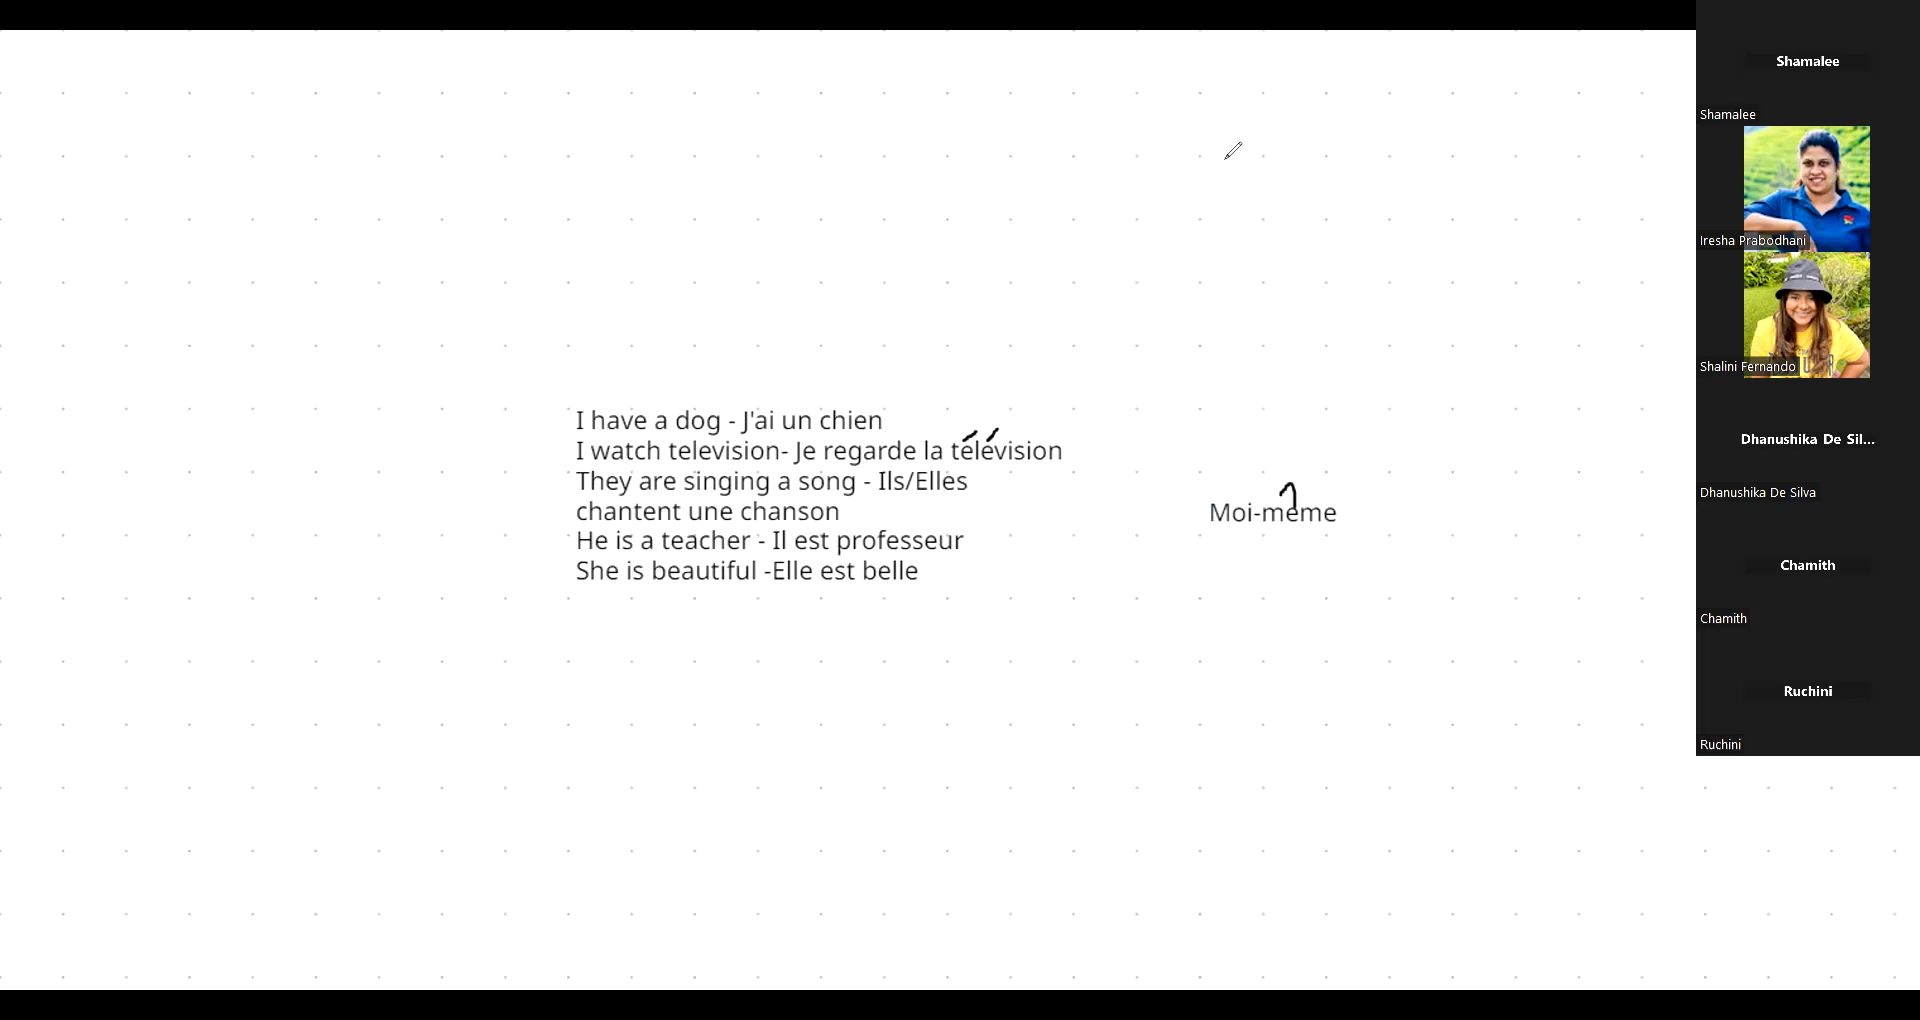 I have a dog - J'ai un chien
I watch television- Je regarde la télévision
They are singing a song - Ils/Elles
chantent une chanson
He is a teacher - Il est professeur
She is beautiful -Elle est belle
Moi-même
Shamalee
Shamalee
Iresha Prabodhani
Shalini Fernando
Dhanushika De Sil...
Dhanushika De Silva
Chamith
Chamith
Ruchini
Ruchini